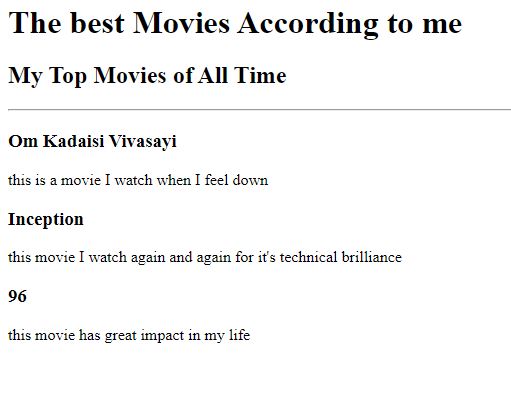 The best Movies According to me
My Top Movies of All Time
Om Kadaisi Vivasayi
this is a movie I watch when I feel down
Inception
this movie I watch again and again for it's technical brilliance
96
this movie has great impact in my life